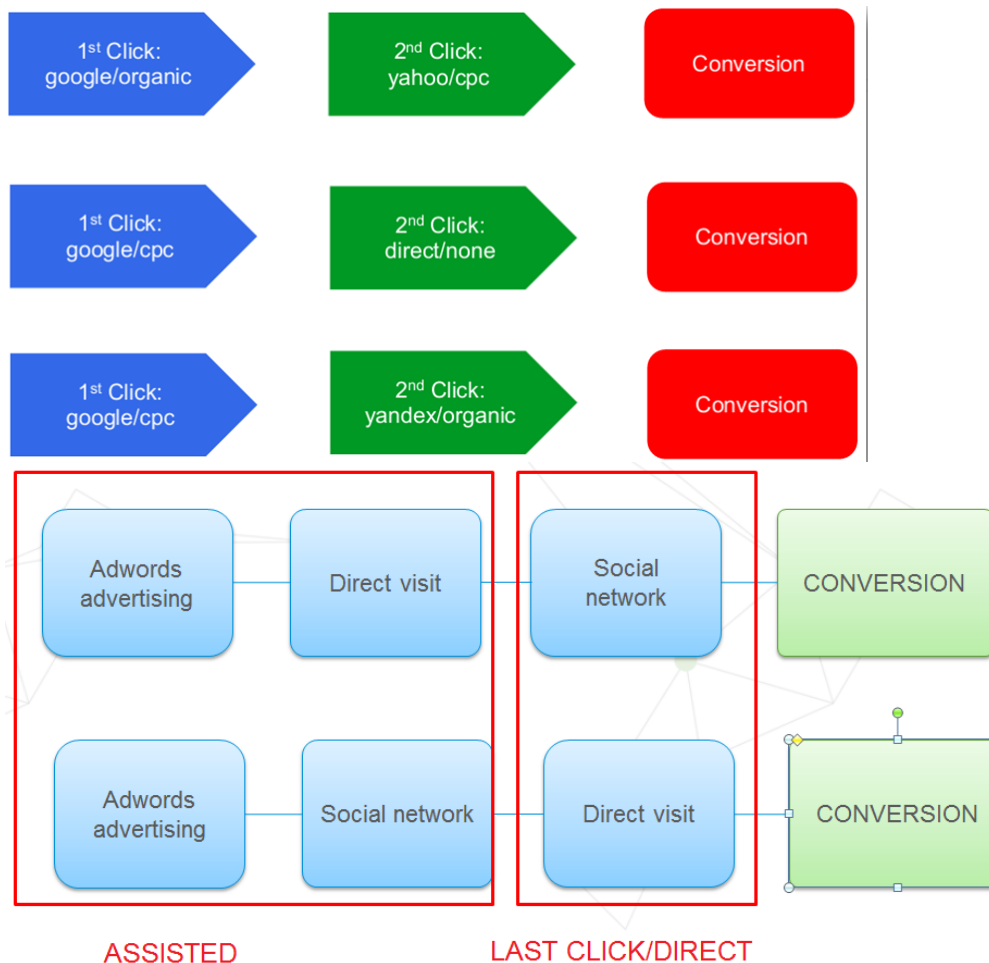 1st Click:
google/organic
2nd Click:
yahoo/cpc
Conversion
1st Click:
google/cpc
2nd Click:
direct/none
Conversion
1st Click:
google/cpc
2nd Click:
yandex/organic
Conversion
Adwords
advertising
Direct visit
Social
network
CONVERSION
Adwords
advertising
Social network
Direct visit
CONVERSION
ASSISTED
LAST CLICK/DIRECT